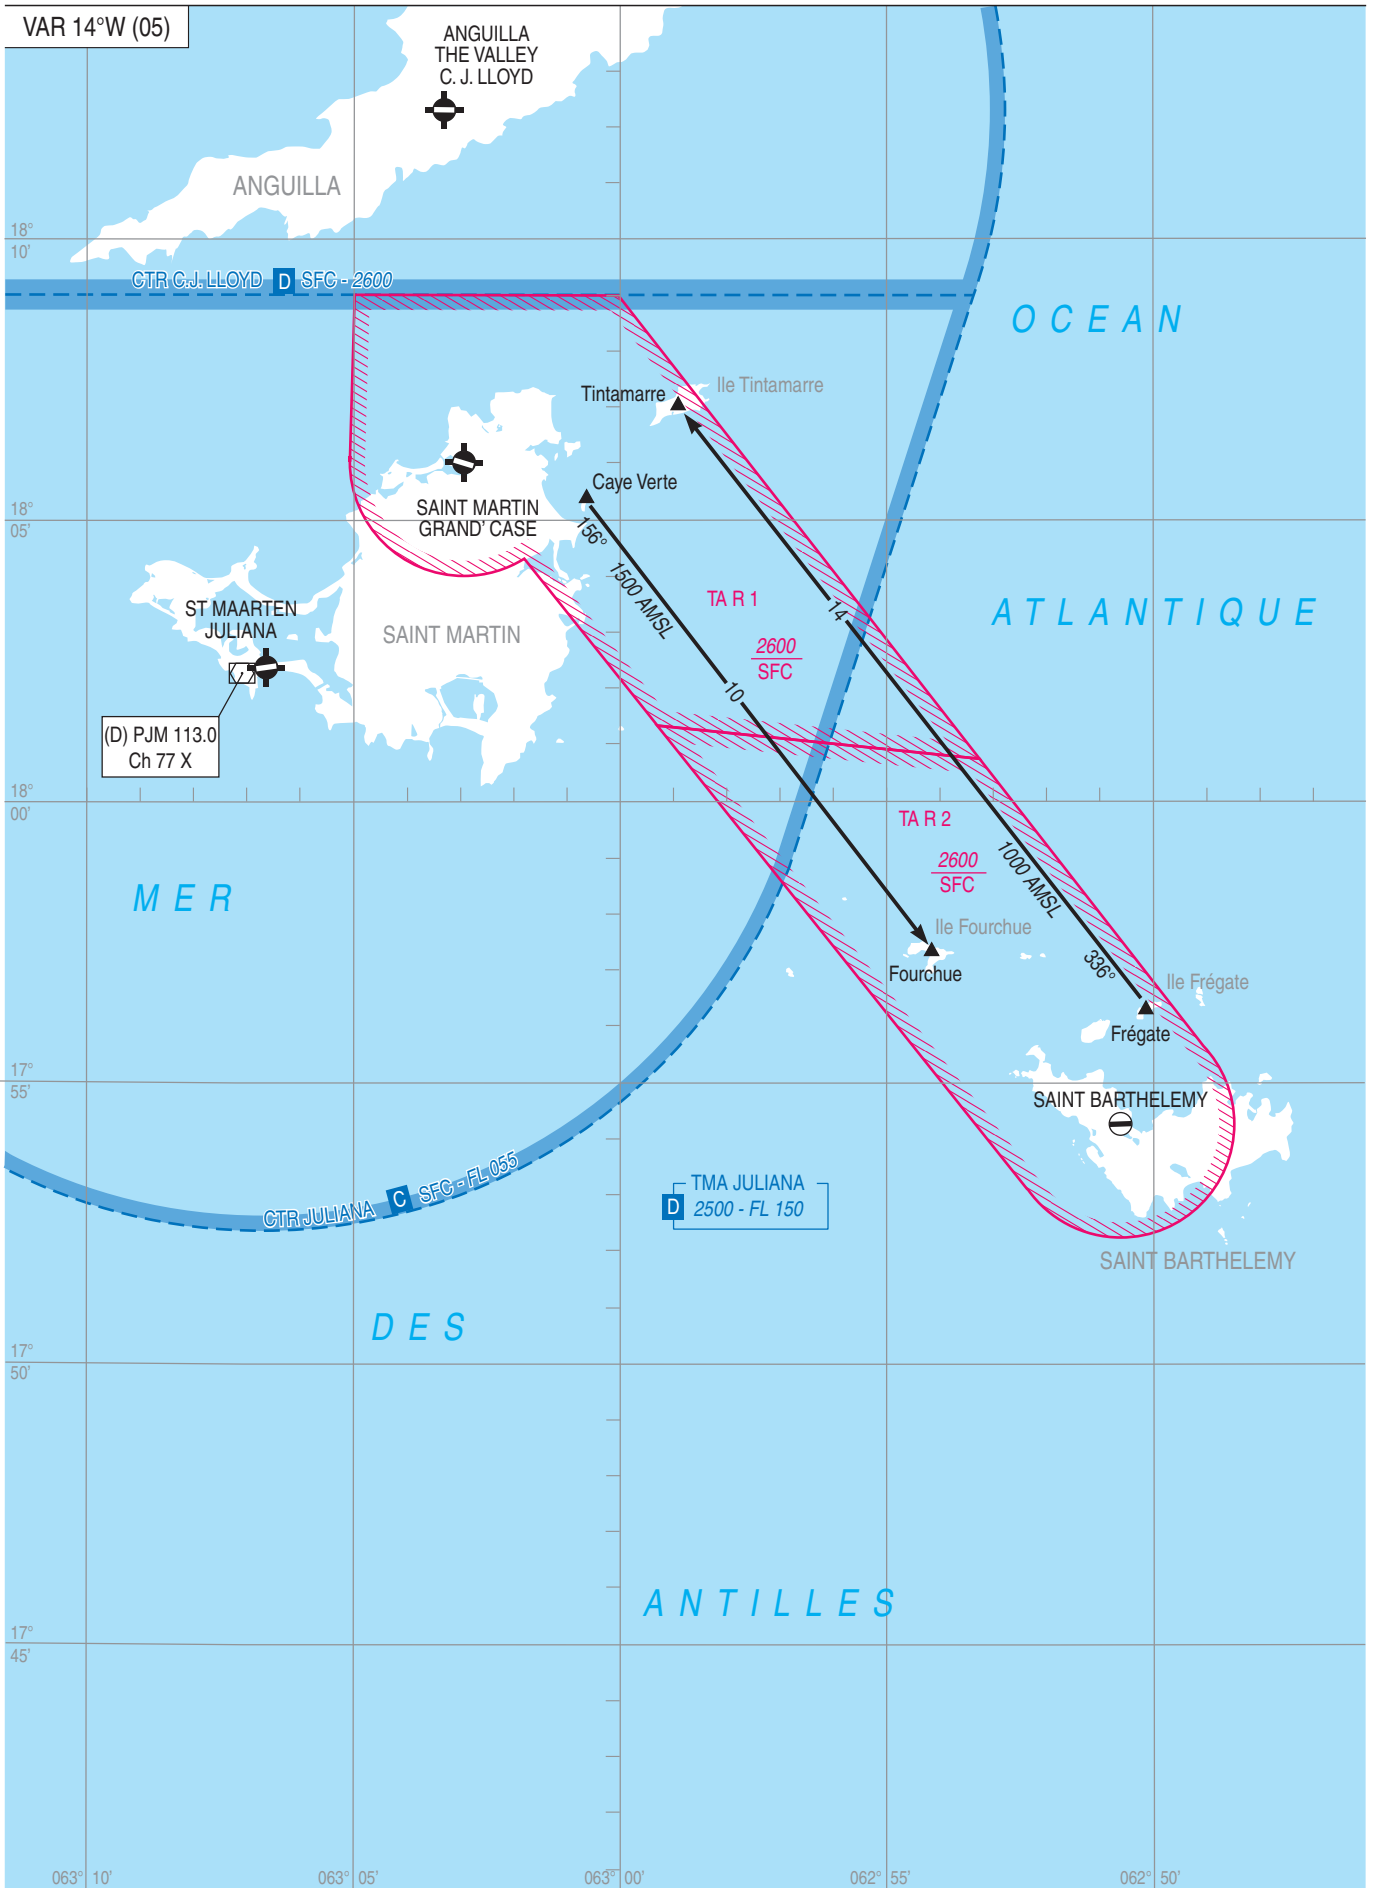 VAR 14°W (05)
ANGUILLA
THE VALLEY
C. J. LLOYD
ANGUILLA
18°
10'
CTR C.J. LLOYD D SFC - 2600
OCEAN
Tintamarre
Ile Tintamarre
Caye Verte
SAINT MARTIN
GRAND' CASE
18°
05'
156°
1500 AMSL
10
14
TA R 1
2600
SFC
ATLANTIQUE
ST MAARTEN
JULIANA
SAINT MARTIN
(D) PJM 113.0
Ch 77 X
18°
00'
TA R 2
2600
SFC
1000 AMSL
336°
MER
Ile Fourchue
Fourchue
Ile Frégate
Frégate
17°
55'
SAINT BARTHELEMY
CTR JULIANA C SFC - FL 055
TMA JULIANA
D 2500 - FL 150
SAINT BARTHELEMY
DES
17°
50'
ANTILLES
17°
45'
063° 10'
063° 05'
063° 00'
062° 55'
062° 50'